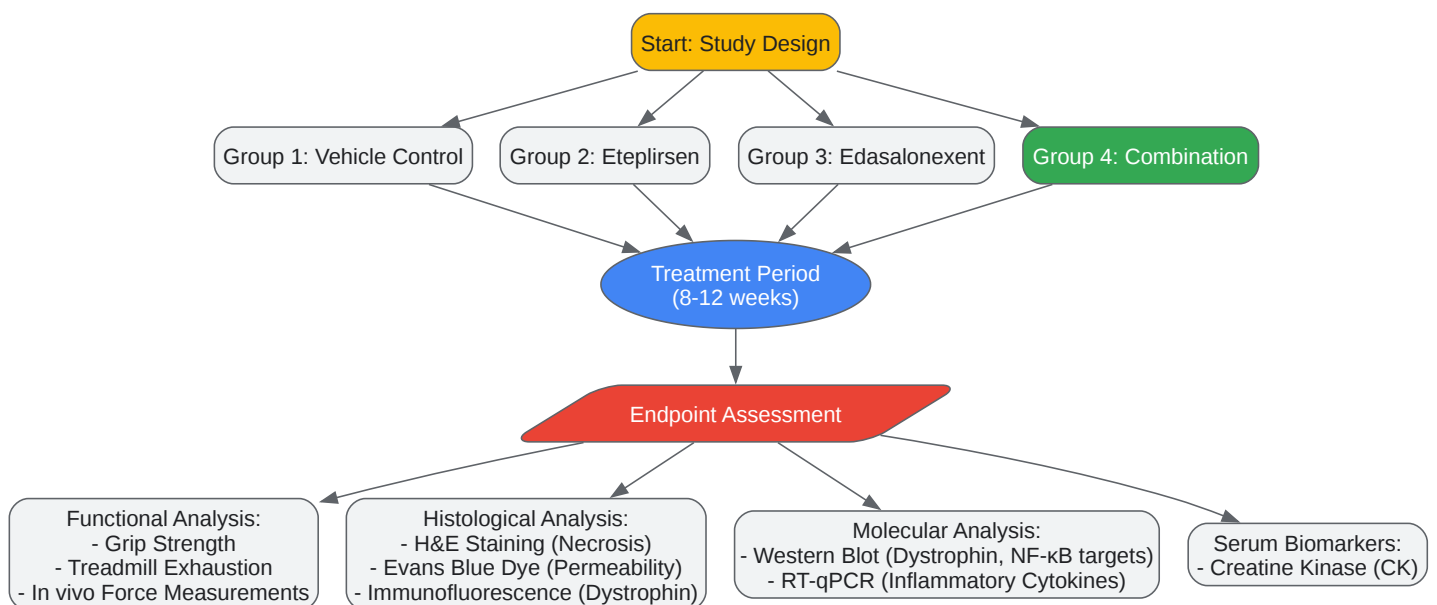 Start: Study Design
Group 1: Vehicle Control
Group 2: Eteplirsen
Group 3: Edasalonexent
Group 4: Combination
Treatment Period
(8-12 weeks)
Endpoint Assessment
Functional Analysis:
- Grip Strength
- Treadmill Exhaustion
- In vivo Force Measurements
Histological Analysis:
- H&E Staining (Necrosis)
- Evans Blue Dye (Permeability)
- Immunofluorescence (Dystrophin)
Molecular Analysis:
- Western Blot (Dystrophin, NF-κB targets)
- RT-qPCR (Inflammatory Cytokines)
Serum Biomarkers:
- Creatine Kinase (CK)